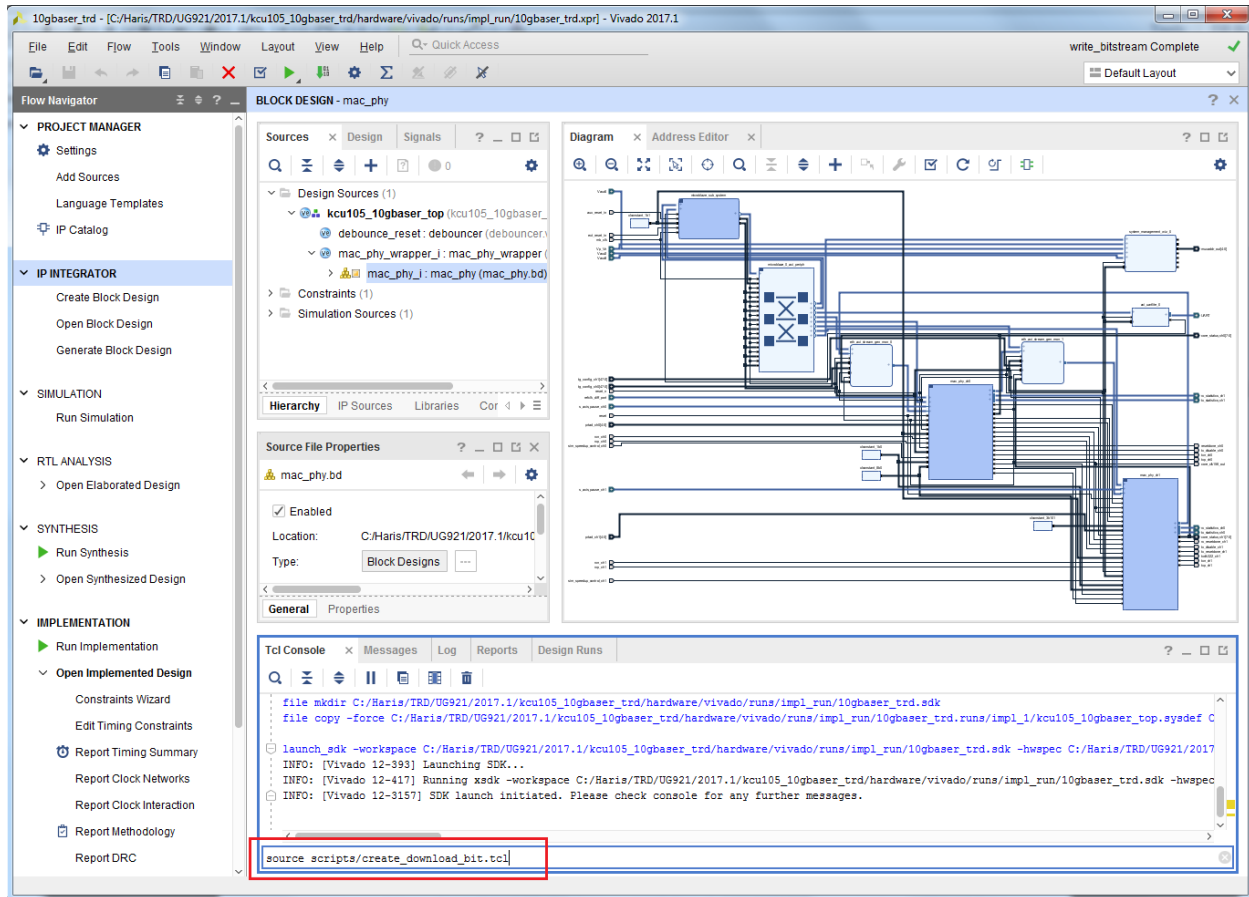 10gbaser_trd - [C:/Haris/TRD/UG921/2017.1/kcu105_10gbaser_trd/hardware/vivado/runs/impl_run/10gbaser_trd.xpr] - Vivado 2017.1
File Edit Flow Tools Window Layout View Help Quick Access
write_bitstream Complete
Default Layout
Flow Navigator
PROJECT MANAGER
Settings
Add Sources
Language Templates
IP Catalog
IP INTEGRATOR
Create Block Design
Open Block Design
Generate Block Design
SIMULATION
Run Simulation
RTL ANALYSIS
Open Elaborated Design
SYNTHESIS
Run Synthesis
Open Synthesized Design
IMPLEMENTATION
Run Implementation
Open Implemented Design
Constraints Wizard
Edit Timing Constraints
Report Timing Summary
Report Clock Networks
Report Clock Interaction
Report Methodology
Report DRC
BLOCK DESIGN - mac_phy
Sources Design Signals
0
Design Sources (1)
kcu105_10gbaser_top (kcu105_10gbaser_
debounce_reset : debouncer (debouncer.v
mac_phy_wrapper_i : mac_phy_wrapper (
mac_phy_i : mac_phy (mac_phy.bd)
Constraints (1)
Simulation Sources (1)
Hierarchy IP Sources Libraries Cor
Source File Properties
mac_phy.bd
Enabled
Location: C:/Haris/TRD/UG921/2017.1/kcu10
Type: Block Designs ...
General Properties
Diagram Address Editor
Tcl Console Messages Log Reports Design Runs
file mkdir C:/Haris/TRD/UG921/2017.1/kcu105_10gbaser_trd/hardware/vivado/runs/impl_run/10gbaser_trd.sdk
file copy -force C:/Haris/TRD/UG921/2017.1/kcu105_10gbaser_trd/hardware/vivado/runs/impl_run/10gbaser_trd.runs/impl_1/kcu105_10gbaser_top.sysdef C
launch_sdk -workspace C:/Haris/TRD/UG921/2017.1/kcu105_10gbaser_trd/hardware/vivado/runs/impl_run/10gbaser_trd.sdk -hwspec C:/Haris/TRD/UG921/2017
INFO: [Vivado 12-393] Launching SDK...
INFO: [Vivado 12-417] Running xsdk -workspace C:/Haris/TRD/UG921/2017.1/kcu105_10gbaser_trd/hardware/vivado/runs/impl_run/10gbaser_trd.sdk -hwspec
INFO: [Vivado 12-3157] SDK launch initiated. Please check console for any further messages.
source scripts/create_download_bit.tcl